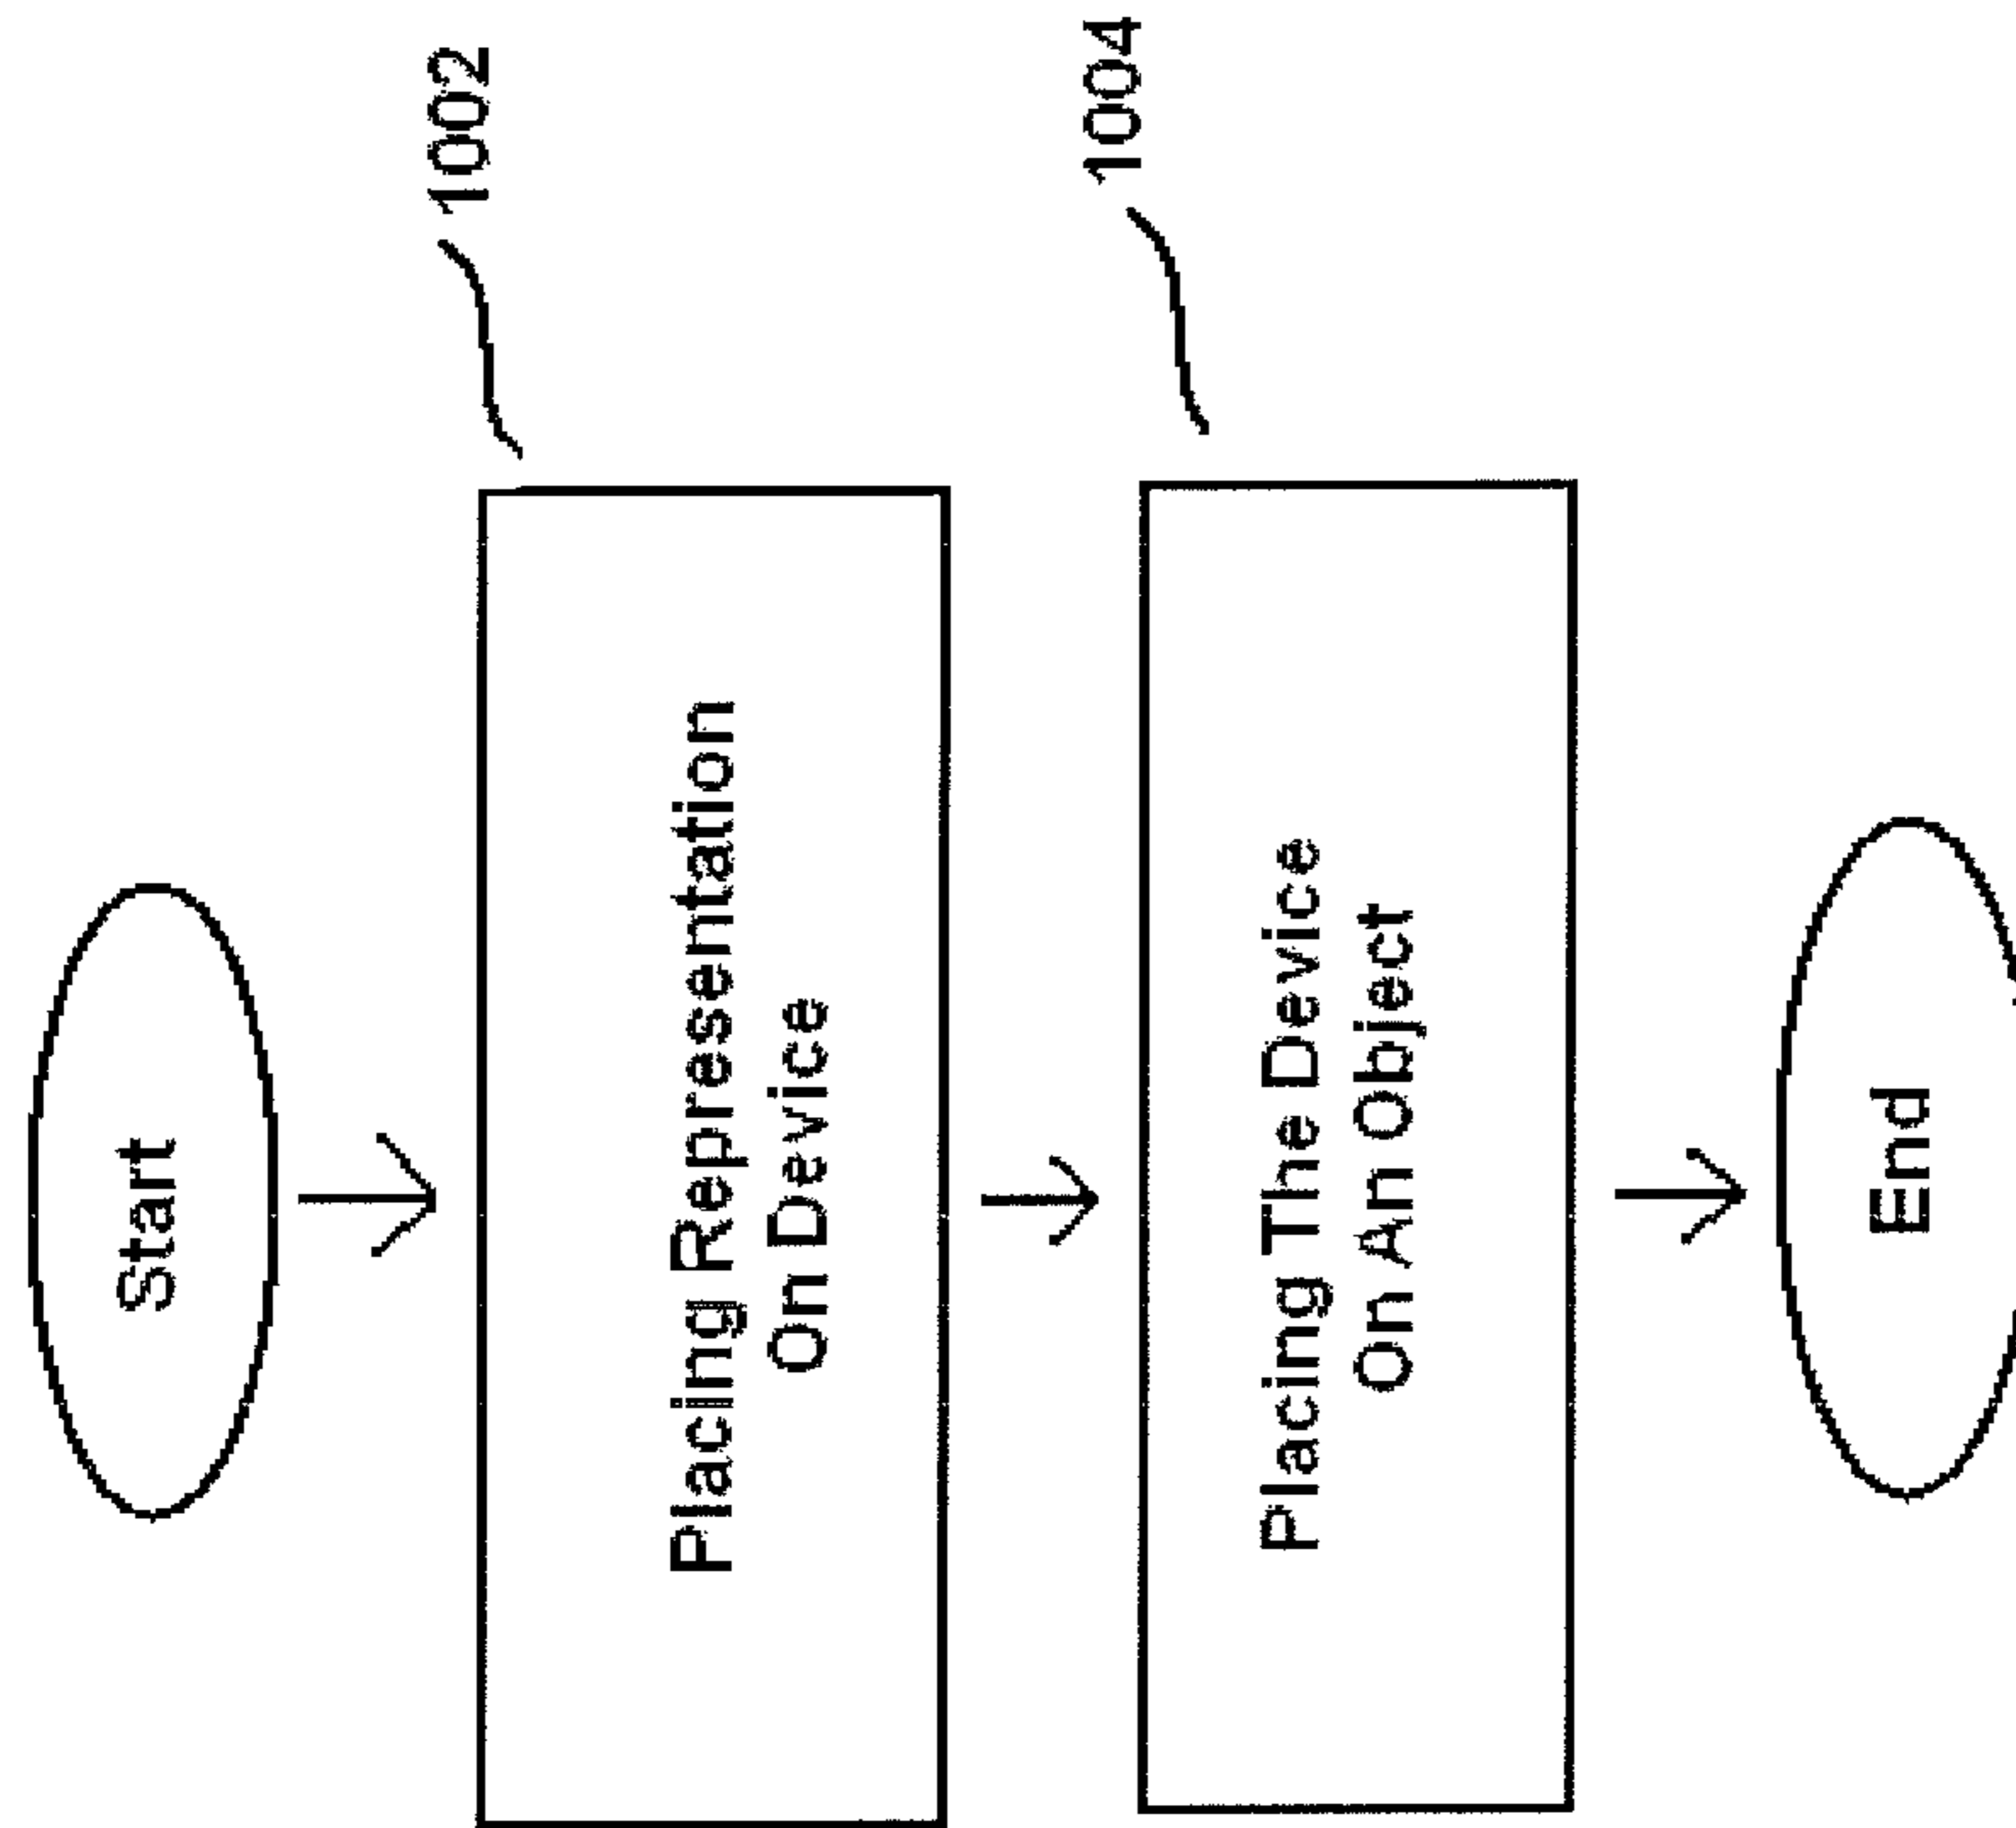 Start
1002
Placing Representation
On Device
1004
Placing The Device
On An Object
End